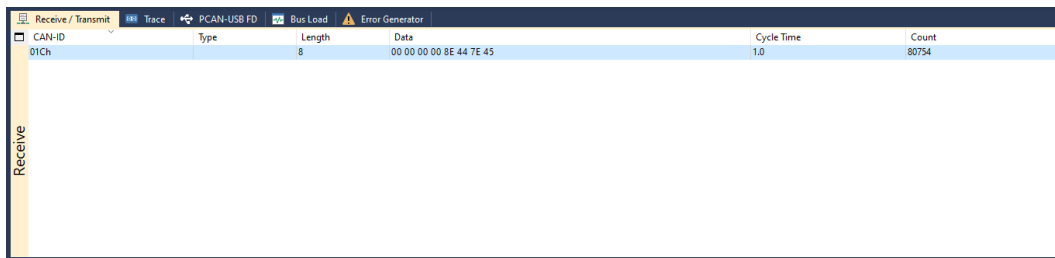 Receive / Transmit Trace PCAN-USB FD Bus Load Error Generator
CAN-ID Type Length Data Cycle Time Count
01Ch 8 00 00 00 00 8E 44 7E 45 1.0 80754
Receive